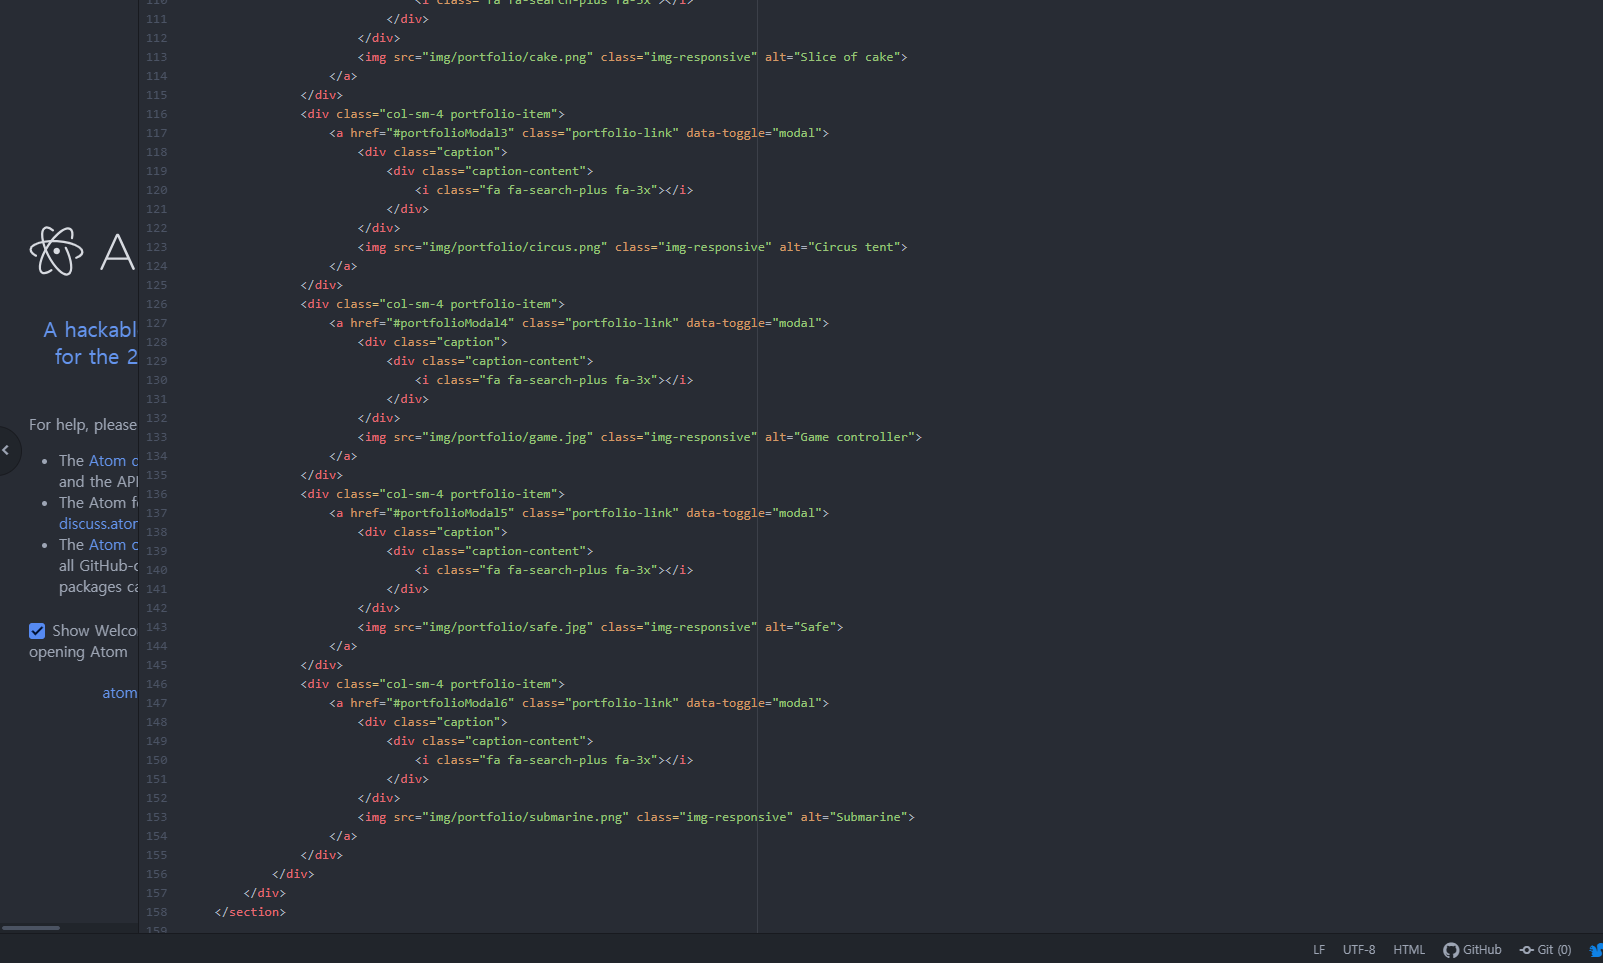 A
A hackabl
for the 2
For help, please
The Atom
and the API
The Atom f
discuss.ator
The Atom
all GitHub-
packages ca
Show Welco
opening Atom
atom
110 <i class="fa fa-search-plus fa-3x"></i>
111 </div>
112 </div>
113 <img src="img/portfolio/cake.png" class="img-responsive" alt="Slice of cake">
114 </a>
115 </div>
116 <div class="col-sm-4 portfolio-item">
117 <a href="#portfolioModal3" class="portfolio-link" data-toggle="modal">
118 <div class="caption">
119 <div class="caption-content">
120 <i class="fa fa-search-plus fa-3x"></i>
121 </div>
122 </div>
123 <img src="img/portfolio/circus.png" class="img-responsive" alt="Circus tent">
124 </a>
125 </div>
126 <div class="col-sm-4 portfolio-item">
127 <a href="#portfolioModal4" class="portfolio-link" data-toggle="modal">
128 <div class="caption">
129 <div class="caption-content">
130 <i class="fa fa-search-plus fa-3x"></i>
131 </div>
132 </div>
133 <img src="img/portfolio/game.jpg" class="img-responsive" alt="Game controller">
134 </a>
135 </div>
136 <div class="col-sm-4 portfolio-item">
137 <a href="#portfolioModal5" class="portfolio-link" data-toggle="modal">
138 <div class="caption">
139 <div class="caption-content">
140 <i class="fa fa-search-plus fa-3x"></i>
141 </div>
142 </div>
143 <img src="img/portfolio/safe.jpg" class="img-responsive" alt="Safe">
144 </a>
145 </div>
146 <div class="col-sm-4 portfolio-item">
147 <a href="#portfolioModal6" class="portfolio-link" data-toggle="modal">
148 <div class="caption">
149 <div class="caption-content">
150 <i class="fa fa-search-plus fa-3x"></i>
151 </div>
152 </div>
153 <img src="img/portfolio/submarine.png" class="img-responsive" alt="Submarine">
154 </a>
155 </div>
156 </div>
157 </div>
158 </section>
159
LF UTF-8 HTML GitHub Git (0)